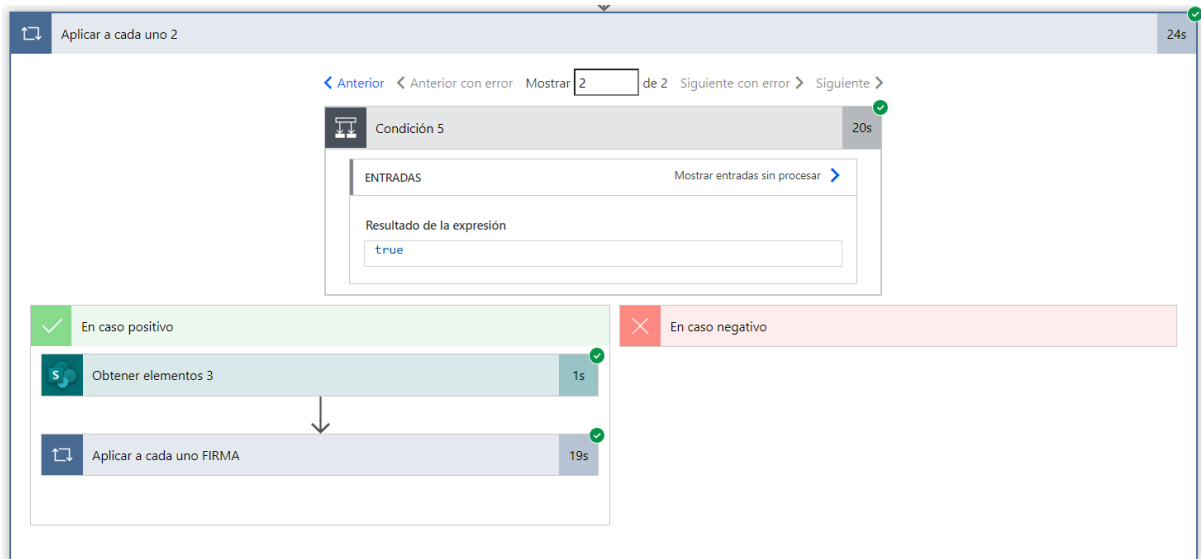 Aplicar a cada uno 2 24s
Anterior Anterior con error Mostrar 2 de 2 Siguiente con error Siguiente
Condición 5 20s
ENTRADAS Mostrar entradas sin procesar
Resultado de la expresión
true
En caso positivo En caso negativo
S Obtener elementos 3 1s
Aplicar a cada uno FIRMA 19s